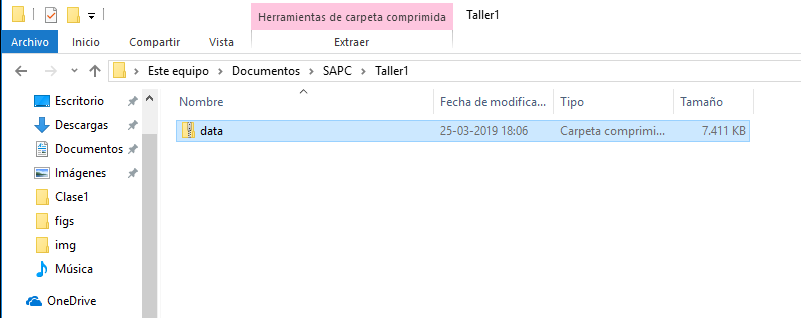 Herramientas de carpeta comprimida Taller1
Archivo Inicio Compartir Vista Extraer
Este equipo Documentos SAPC Taller1
Escritorio
Descargas
Documentos
Imágenes
Clase1
figs
img
Música
OneDrive
Nombre Fecha de modifica... Tipo Tamaño
data 25-03-2019 18:06 Carpeta comprimi... 7.411 KB